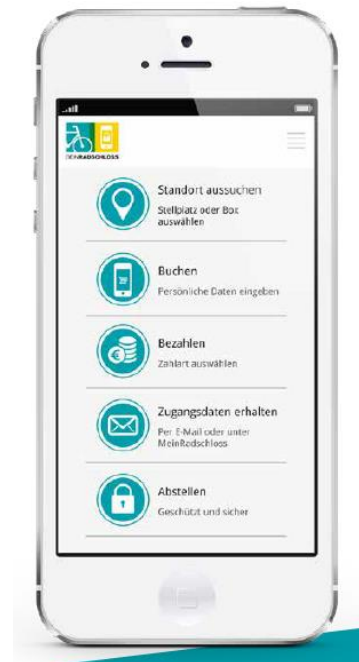 DEINRADSCHLOSS
Standort aussuchen
Stellplatz oder Box
auswählen
Buchen
Persönliche Daten eingeben
Bezahlen
Zahlart auswählen
Zugangsdaten erhalten
Per E-Mail oder unter
MeinRadschloss
Abstellen
Geschützt und sicher